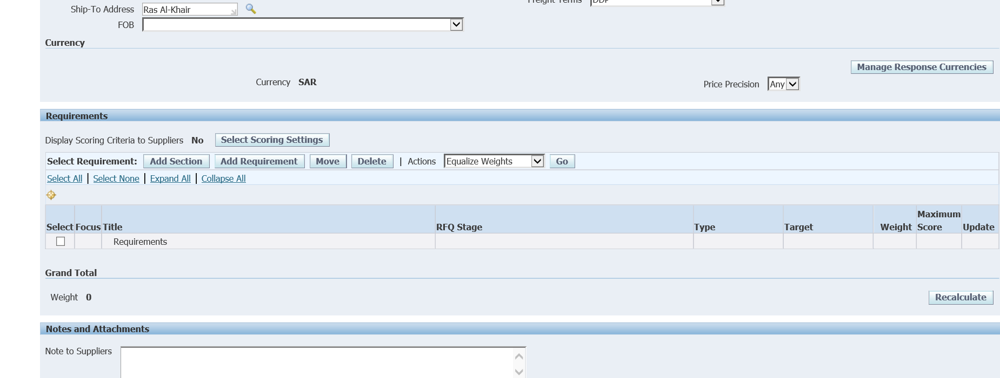 Ship-To Address Ras Al-Khair Freight Terms DDP
FOB
Currency
Manage Response Currencies
Currency SAR Price Precision Any
Requirements
Display Scoring Criteria to Suppliers No Select Scoring Settings
Select Requirement: Add Section Add Requirement Move Delete | Actions Equalize Weights Go
Select All | Select None | Expand All | Collapse All
Select Focus Title RFQ Stage Type Target Weight Maximum Score Update
Requirements
Grand Total
Weight 0 Recalculate
Notes and Attachments
Note to Suppliers